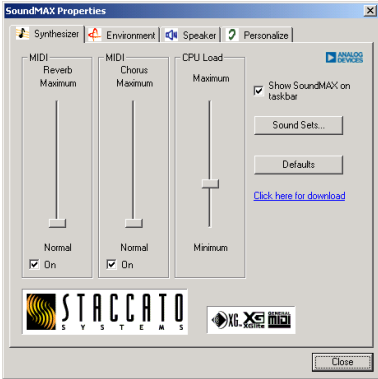 SoundMAX Properties
Synthesizer Environment Speaker Personalize
MIDI MIDI CPU Load
Reverb Chorus
Maximum Maximum Maximum
ANALOG
DEVICES
Show SoundMAX on
taskbar
Sound Sets...
Defaults
Click here for download
Normal Normal Minimum
On On
STACCATO
SYSTEMS
XG XG GENERAL
MIDI
Close